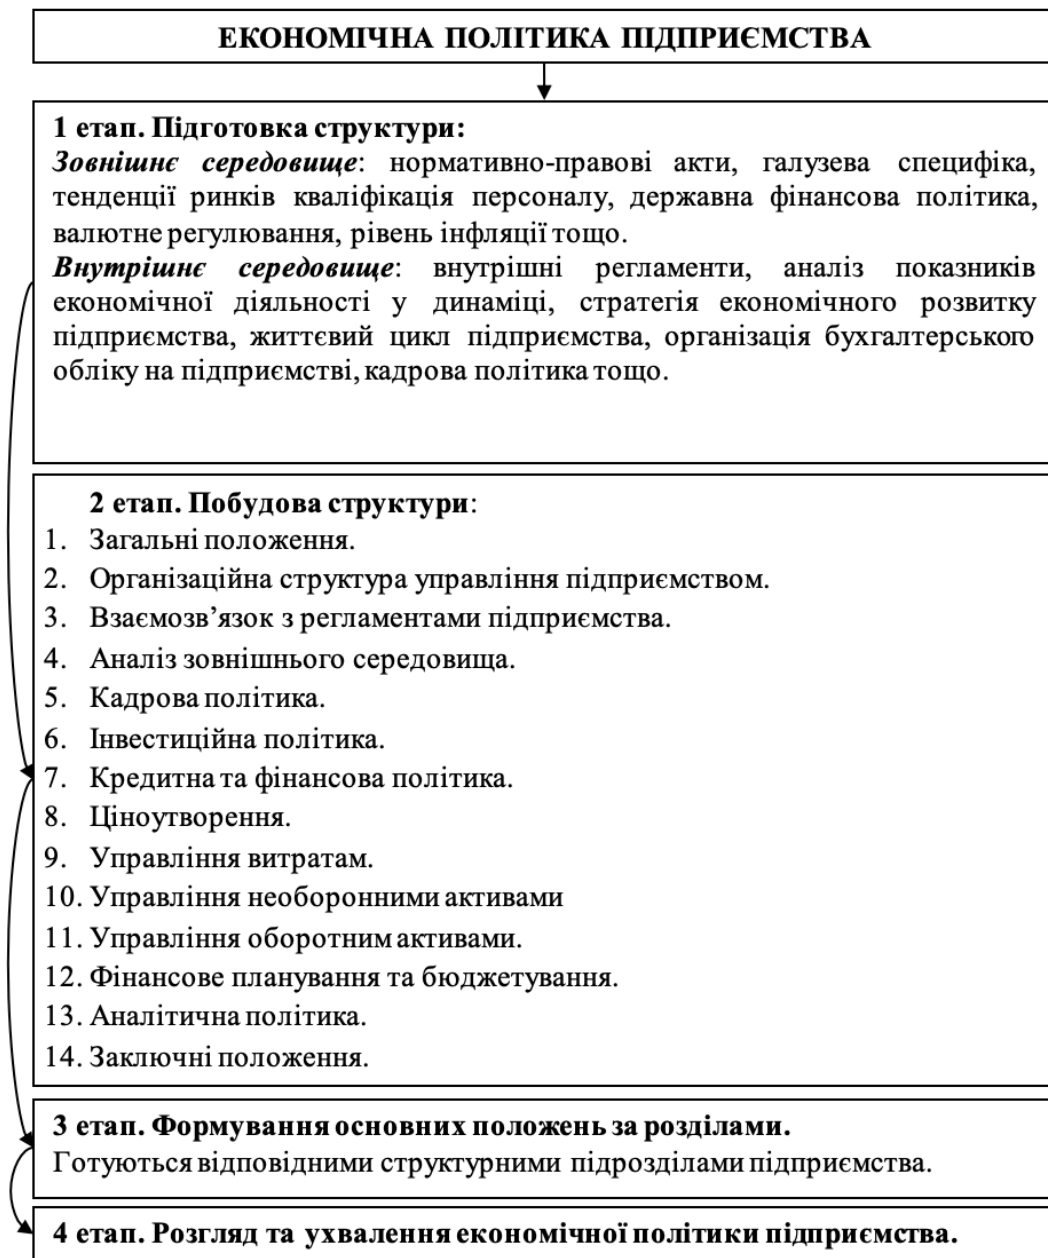 ЕКОНОМІЧНА ПОЛІТИКА ПІДПРИЄМСТВА
1 етап. Підготовка структури:
Зовнішнє середовище: нормативно-правові акти, галузева специфіка,
тенденції ринків кваліфікація персоналу, державна фінансова політика,
валютне регулювання, рівень інфляції тощо.
Внутрішнє середовище: внутрішні регламенти, аналіз показників
економічної діяльності у динаміці, стратегія економічного розвитку
підприємства, життєвий цикл підприємства, організація бухгалтерського
обліку на підприємстві, кадрова політика тощо.
2 етап. Побудова структури:
1. Загальні положення.
2. Організаційна структура управління підприємством.
3. Взаємозв’язок з регламентами підприємства.
4. Аналіз зовнішнього середовища.
5. Кадрова політика.
6. Інвестиційна політика.
7. Кредитна та фінансова політика.
8. Ціноутворення.
9. Управління витратам.
10. Управління необоронними активами
11. Управління оборотним активами.
12. Фінансове планування та бюджетування.
13. Аналітична політика.
14. Заключні положення.
3 етап. Формування основних положень за розділами.
Готуються відповідними структурними підрозділами підприємства.
4 етап. Розгляд та ухвалення економічної політики підприємства.